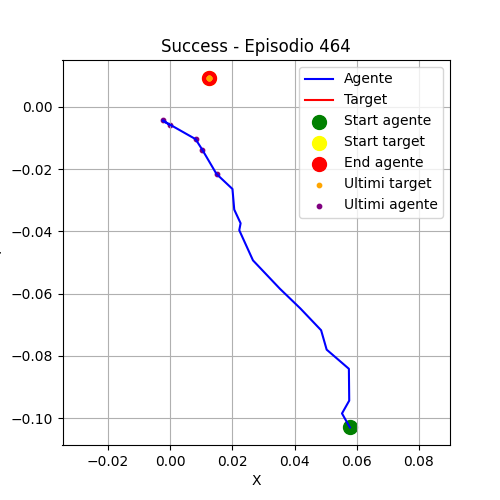 Success - Episodio 464
Agente
Target
Start agente
Start target
End agente
Ultimi target
Ultimi agente
0.00
−0.02
−0.04
−0.06
−0.08
−0.10
−0.02 0.00 0.02 0.04 0.06 0.08
X